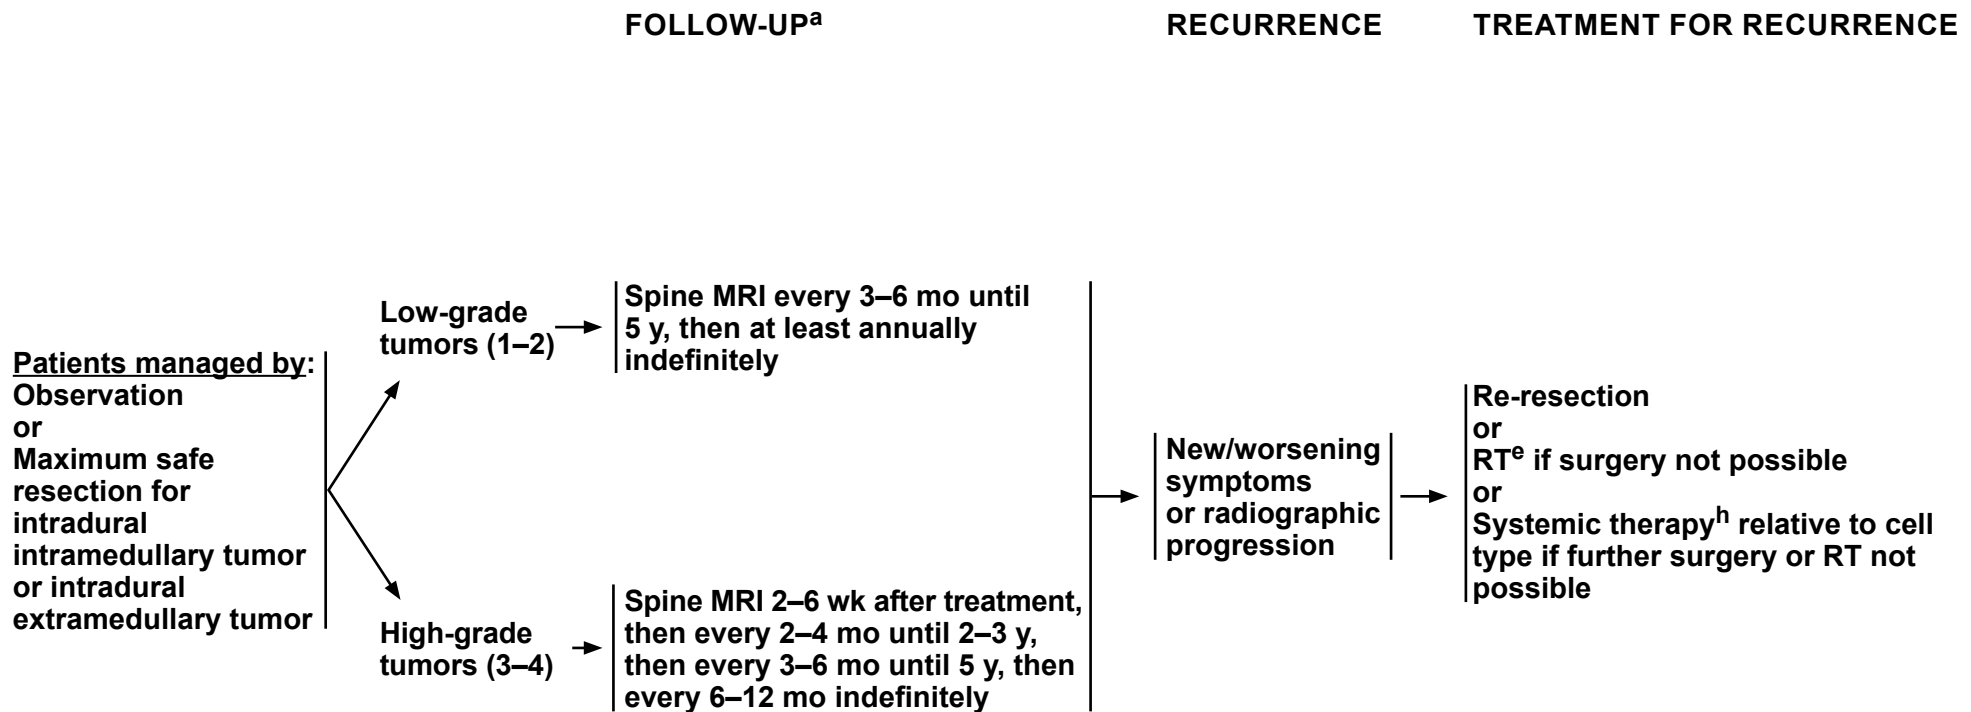 FOLLOW-UPa
RECURRENCE
TREATMENT FOR RECURRENCE
Patients managed by:
Observation
or
Maximum safe
resection for
intradural
intramedullary tumor
or intradural
extramedullary tumor
Low-grade
tumors (1–2)
Spine MRI every 3–6 mo until
5 y, then at least annually
indefinitely
High-grade
tumors (3–4)
Spine MRI 2–6 wk after treatment,
then every 2–4 mo until 2–3 y,
then every 3–6 mo until 5 y, then
every 6–12 mo indefinitely
New/worsening
symptoms
or radiographic
progression
Re-resection
or
RTe if surgery not possible
or
Systemic therapyh relative to cell
type if further surgery or RT not
possible